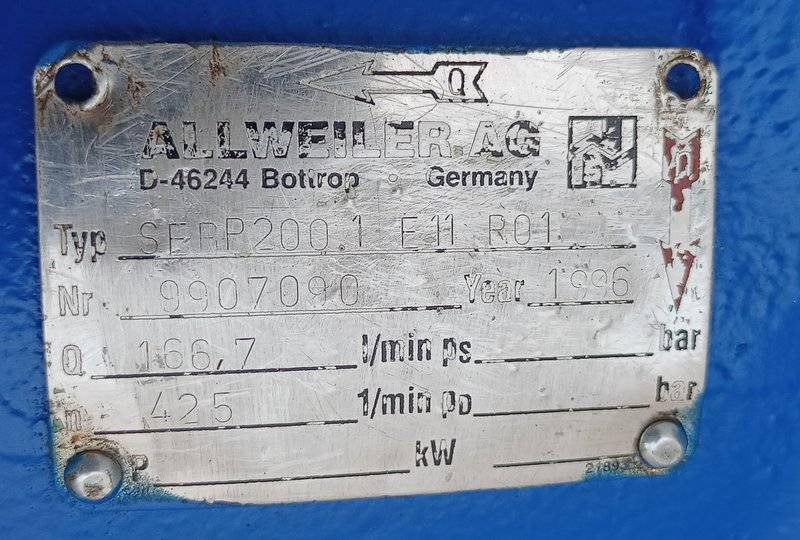 Q
ALLWEILER AG
D-46244 Bottrop · Germany
Typ SERP200.1 E11 R01
Nr 9907090 Year 1996
Q 166,7 l/min ps bar
n 425 1/min pD bar
P kW